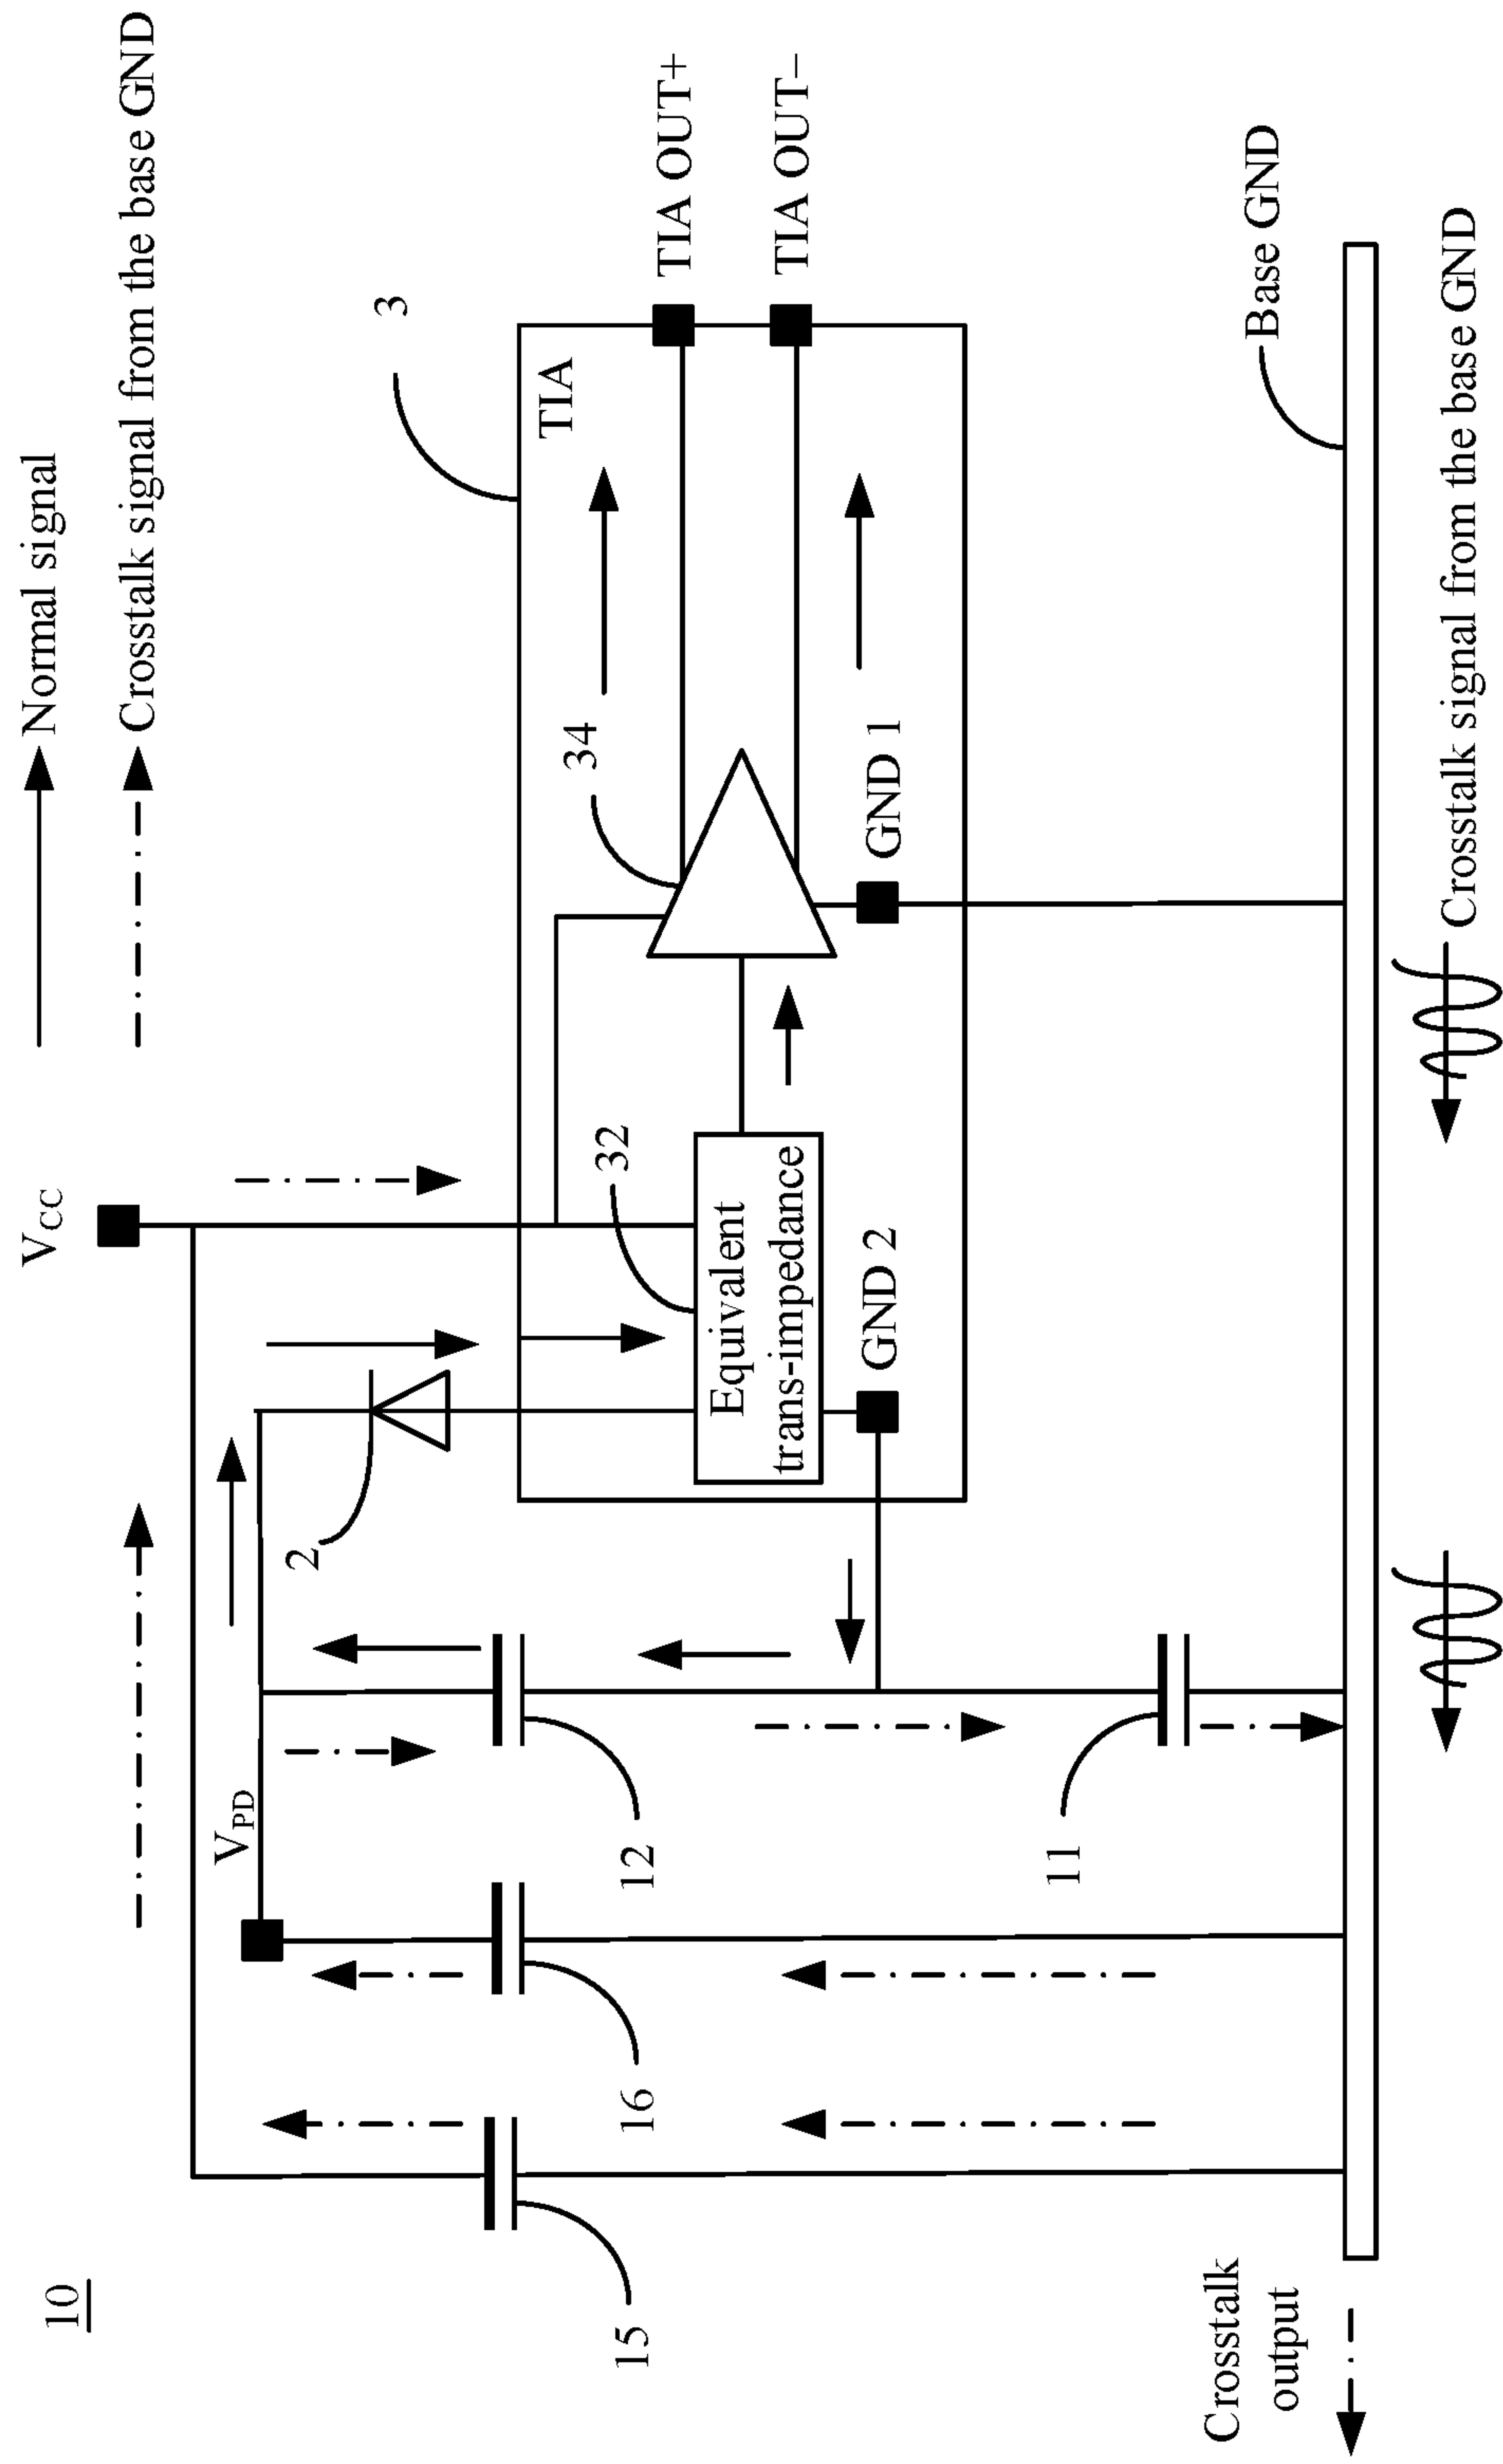 10
Normal signal
Crosstalk signal from the base GND
VCC
VPD
2
3
TIA
TIA OUT+
TIA OUT−
34
32
Equivalent
trans-impedance
GND 1
GND 2
15
16
12
11
Base GND
Crosstalk
output
Crosstalk signal from the base GND